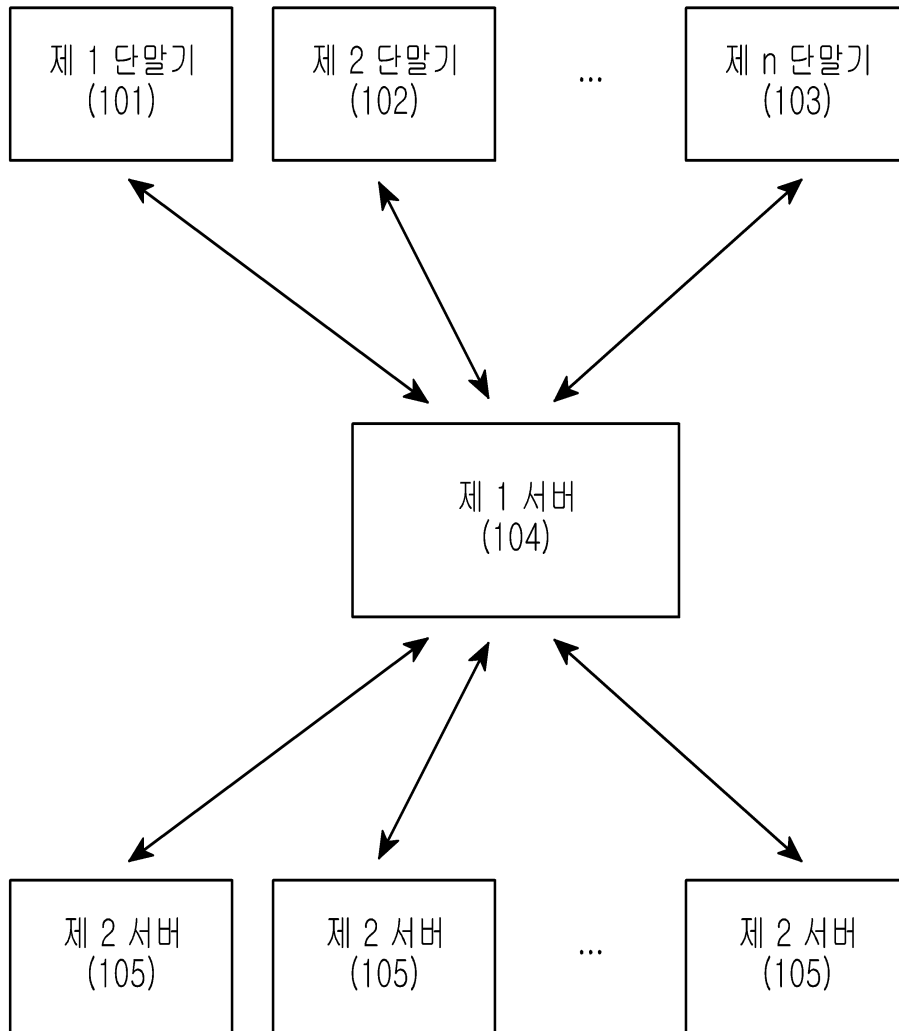 제 1 단말기
(101)
제 2 단말기
(102)
...
제 n 단말기
(103)
제 1 서버
(104)
제 2 서버
(105)
제 2 서버
(105)
...
제 2 서버
(105)